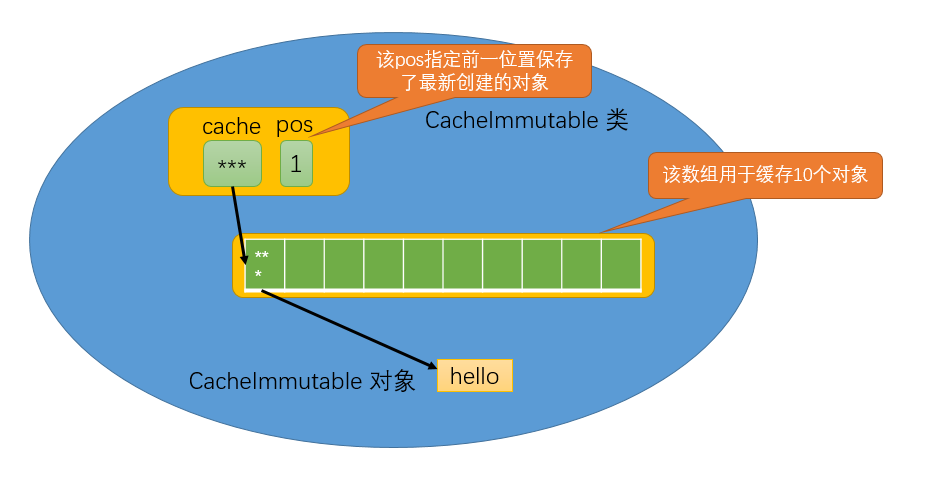 该pos指定前一位置保存
了最新创建的对象
CacheImmutable 类
cache pos
*** 1
该数组用于缓存10个对象
**
*
CacheImmutable 对象
hello